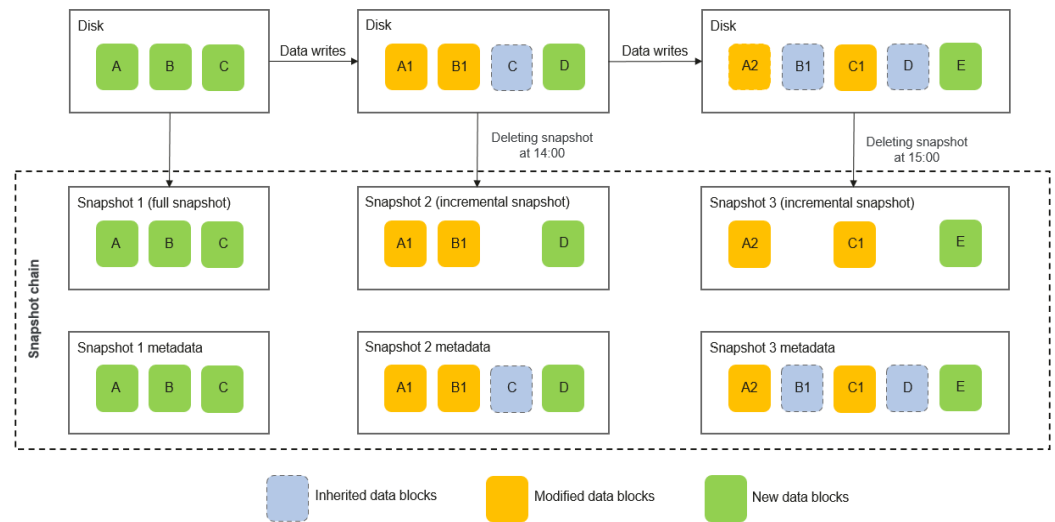 Disk
A B C
Data writes
Disk
A1 B1 C D
Data writes
Disk
A2 B1 C1 D E
Deleting snapshot
at 14:00
Deleting snapshot
at 15:00
Snapshot chain
Snapshot 1 (full snapshot)
A B C
Snapshot 2 (incremental snapshot)
A1 B1 D
Snapshot 3 (incremental snapshot)
A2 C1 E
Snapshot 1 metadata
A B C
Snapshot 2 metadata
A1 B1 C D
Snapshot 3 metadata
A2 B1 C1 D E
Inherited data blocks
Modified data blocks
New data blocks